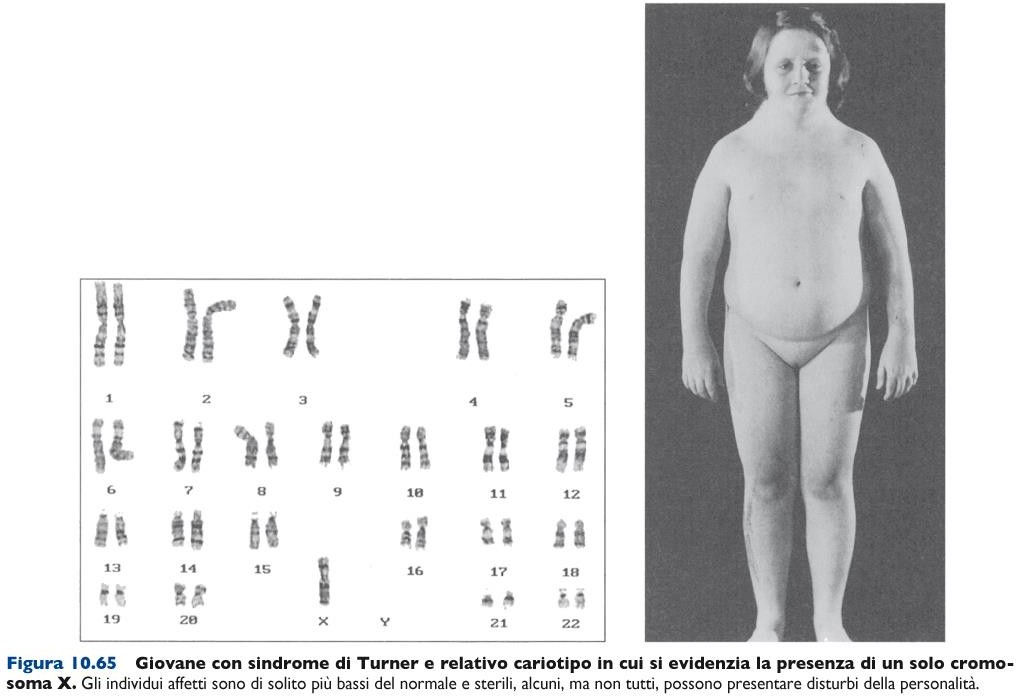 1 2 3 4 5
6 7 8 9 10 11 12
13 14 15 16 17 18
19 20 X Y 21 22
Figura 10.65 Giovane con sindrome di Turner e relativo cariotipo in cui si evidenzia la presenza di un solo cromo-
soma X. Gli individui affetti sono di solito più bassi del normale e sterili, alcuni, ma non tutti, possono presentare disturbi della personalità.